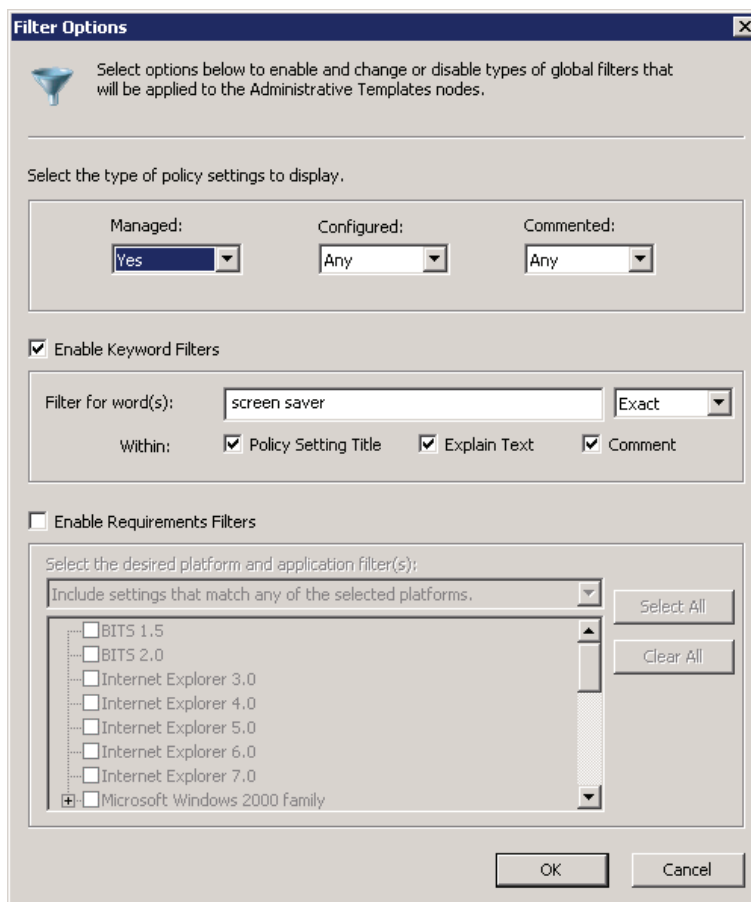 Filter Options
Select options below to enable and change or disable types of global filters that
will be applied to the Administrative Templates nodes.
Select the type of policy settings to display.
Managed: Configured: Commented:
Yes Any Any
Enable Keyword Filters
Filter for word(s): screen saver Exact
Within: Policy Setting Title Explain Text Comment
Enable Requirements Filters
Select the desired platform and application filter(s):
Include settings that match any of the selected platforms.
Select All
BITS 1.5
BITS 2.0
Clear All
Internet Explorer 3.0
Internet Explorer 4.0
Internet Explorer 5.0
Internet Explorer 6.0
Internet Explorer 7.0
Microsoft Windows 2000 family
OK Cancel